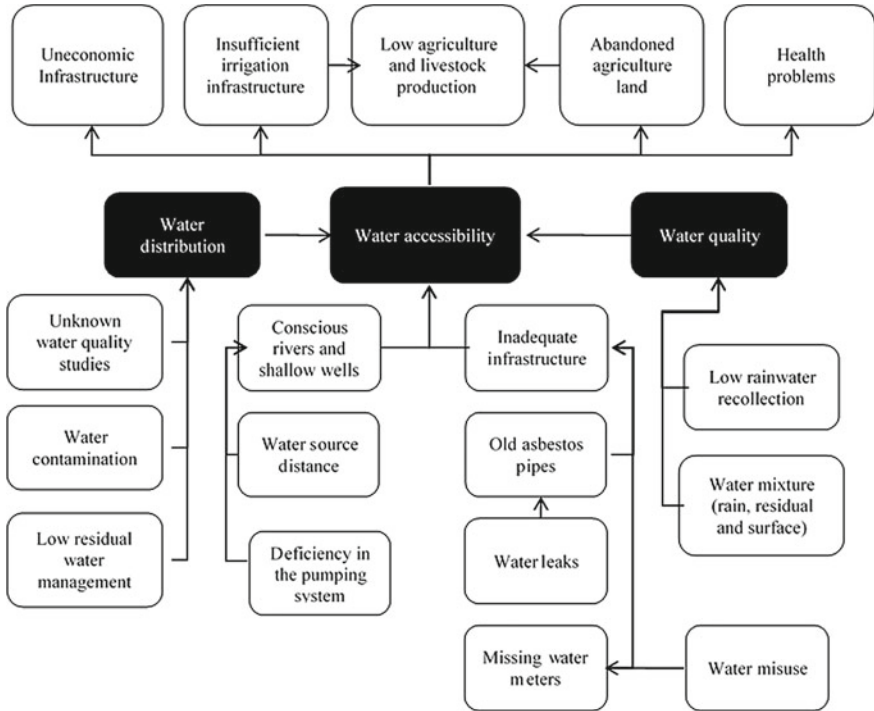 Uneconomic
Infrastructure
Insufficient
irrigation
infrastructure
Low agriculture
and livestock
production
Abandoned
agriculture
land
Health
problems
Water
distribution
Water accessibility
Water quality
Unknown
water quality
studies
Conscious
rivers and
shallow wells
Inadequate
infrastructure
Low rainwater
recollection
Water
contamination
Water source
distance
Old asbestos
pipes
Water mixture
(rain, residual
and surface)
Low residual
water
management
Deficiency in
the pumping
system
Water leaks
Missing water
meters
Water misuse